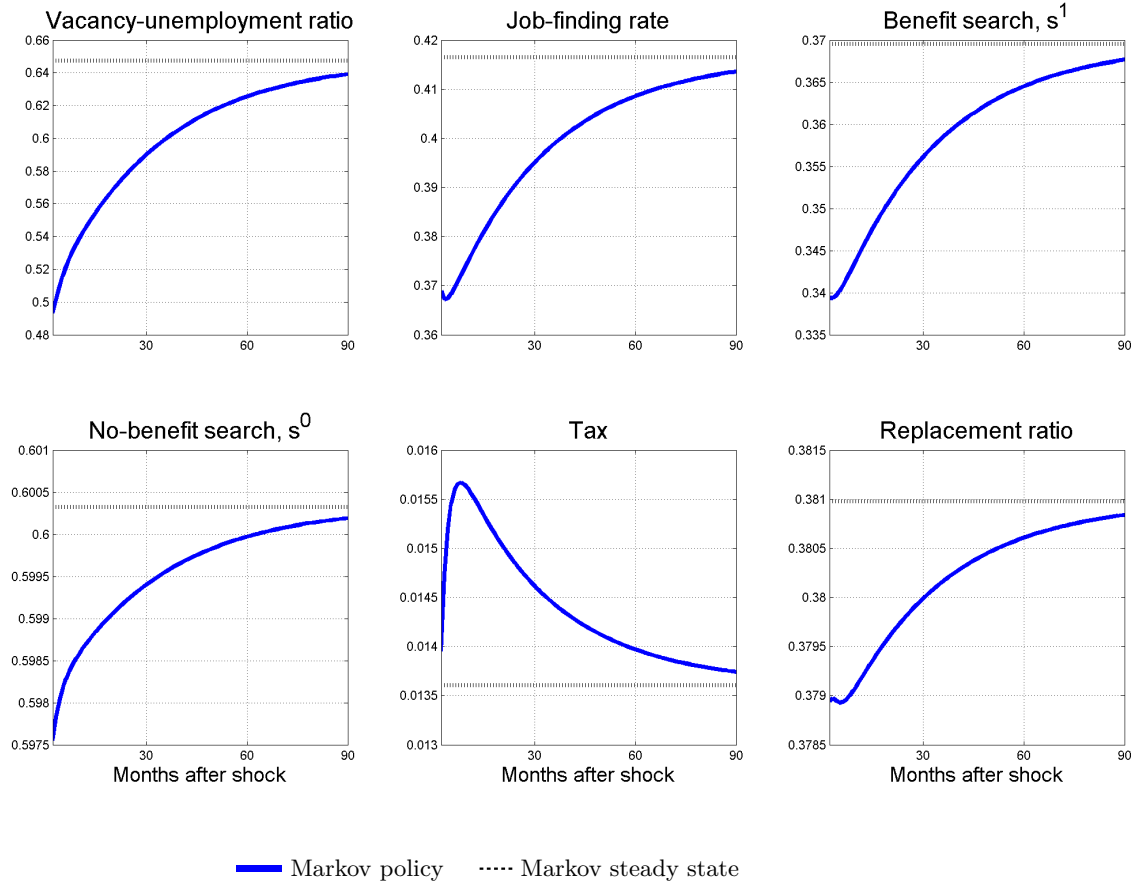 Vacancy-unemployment ratio
0.66
0.64
0.62
0.6
0.58
0.56
0.54
0.52
0.5
0.48
30 60 90
Job-finding rate
0.42
0.41
0.4
0.39
0.38
0.37
0.36
30 60 90
Benefit search, s^1
0.37
0.365
0.36
0.355
0.35
0.345
0.34
0.335
30 60 90
No-benefit search, s^0
0.601
0.6005
0.6
0.5995
0.599
0.5985
0.598
0.5975
30 60 90
Months after shock
Tax
0.016
0.0155
0.015
0.0145
0.014
0.0135
0.013
30 60 90
Months after shock
Replacement ratio
0.3815
0.381
0.3805
0.38
0.3795
0.379
0.3785
30 60 90
Months after shock
Markov policy Markov steady state